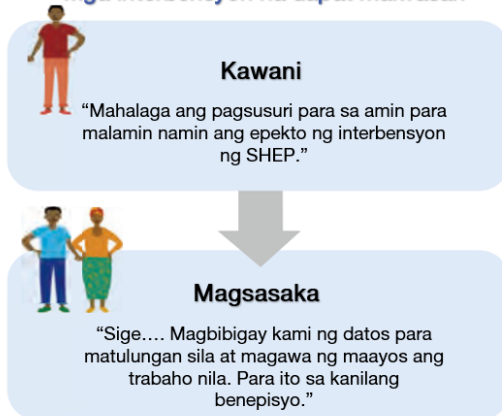 Kawani
“Mahalaga ang pagsusuri para sa amin para
malamin namin ang epekto ng interbensyon
ng SHEP.”
Magsasaka
“Sige…. Magbibigay kami ng datos para
matulungan sila at magawa ng maayos ang
trabaho nila. Para ito sa kanilang
benepisyo.”